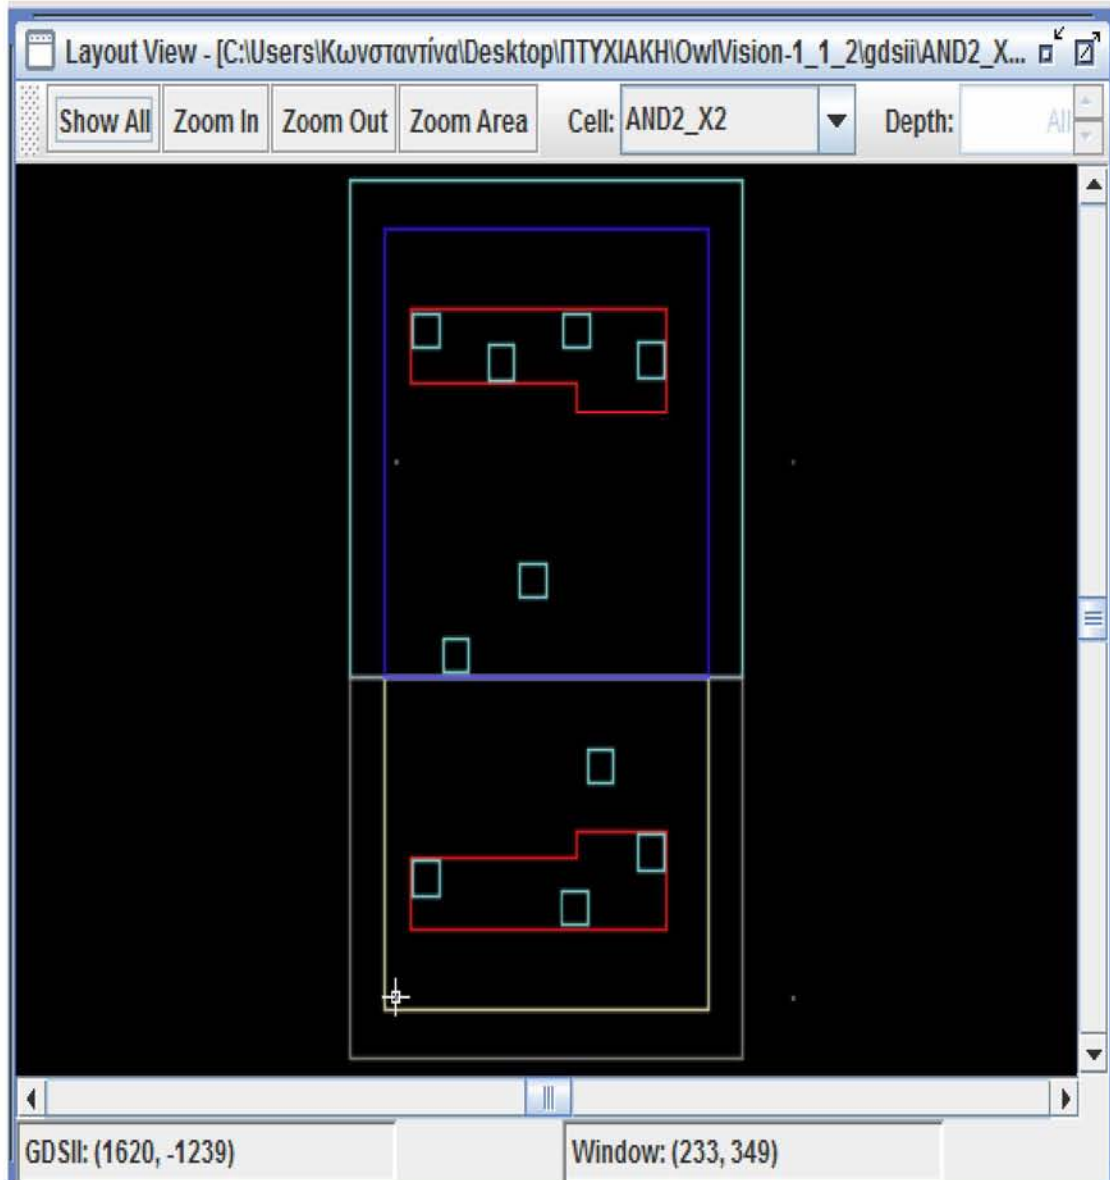 Layout View - [C:\Users\Κωνσταντίνα\Desktop\ΠΤΥΧΙΑΚΗ\OwlVision-1_1_2\gdsii\AND2_X...
Show All Zoom In Zoom Out Zoom Area Cell: AND2_X2 Depth: All
GDSII: (1620, -1239) Window: (233, 349)